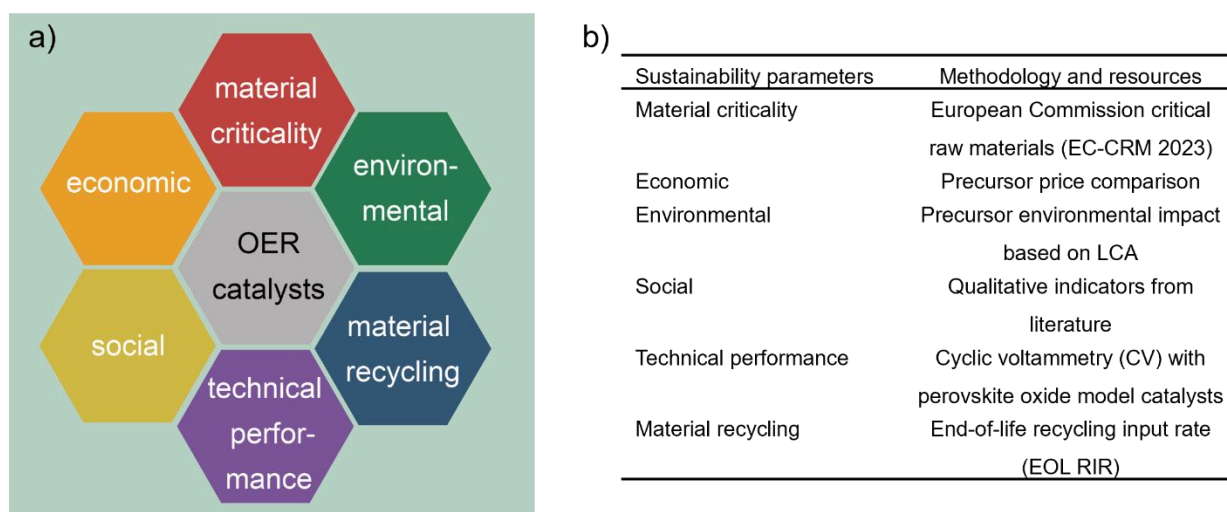 a)
material
criticality
economic
environ-
mental
OER
catalysts
social
material
recycling
technical
perfor-
mance
b)
Sustainability parameters Methodology and resources
Material criticality European Commission critical
raw materials (EC-CRM 2023)
Economic Precursor price comparison
Environmental Precursor environmental impact
based on LCA
Social Qualitative indicators from
literature
Technical performance Cyclic voltammetry (CV) with
perovskite oxide model catalysts
Material recycling End-of-life recycling input rate
(EOL RIR)